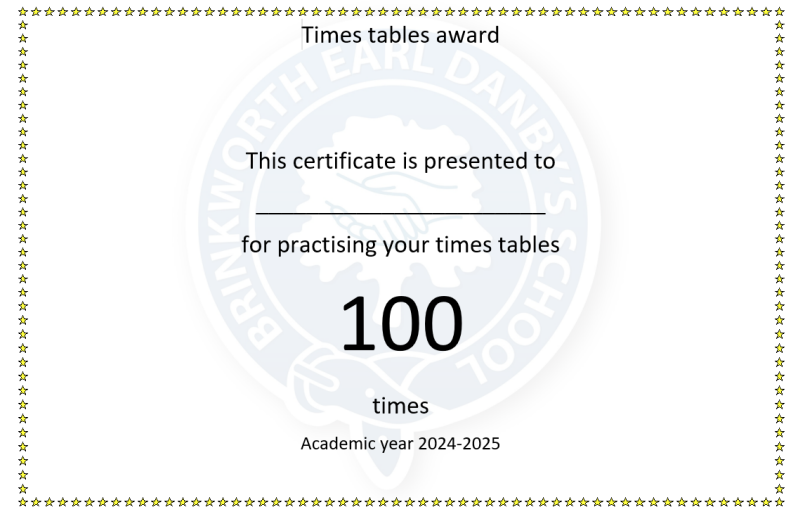 Times tables award
BRINKWORTH EARL DANBY'S SCHOOL
This certificate is presented to
for practising your times tables
100
times
Academic year 2024-2025